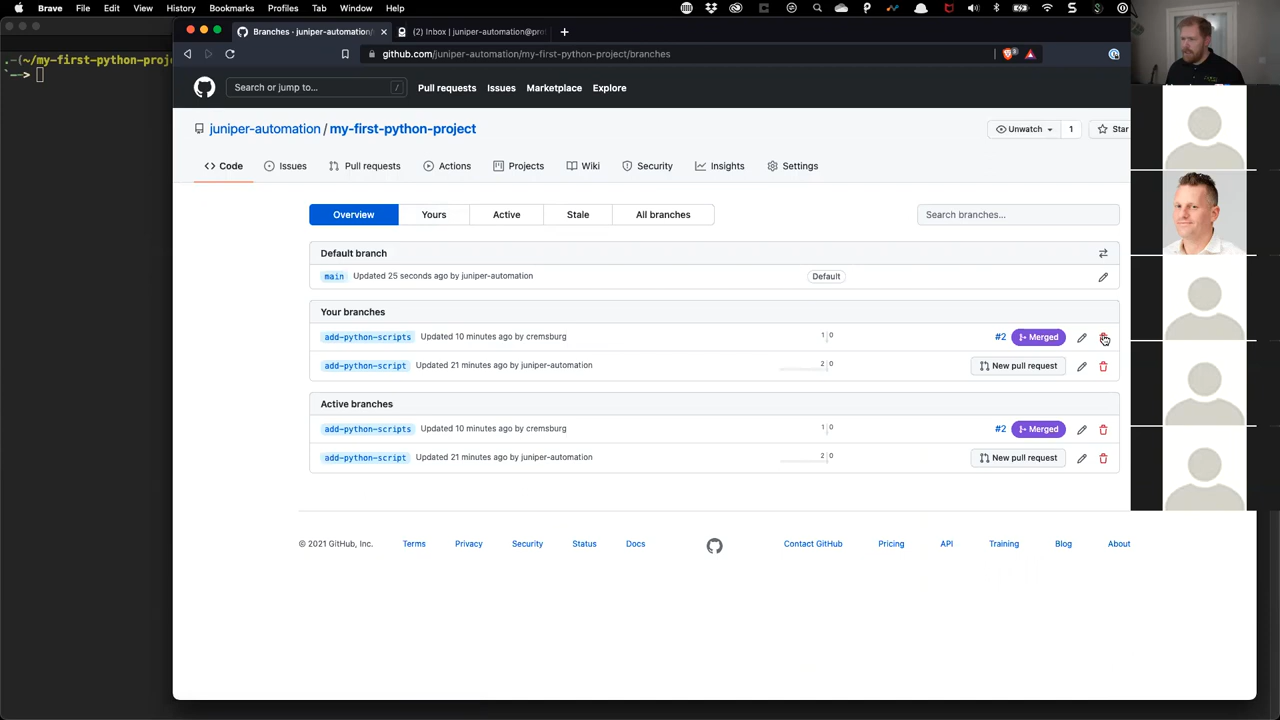 Brave File Edit View History Bookmarks Profiles Tab Window Help
Branches · juniper-automation/
(2) Inbox | juniper-automation@pro
~(~/my-first-python-proj
github.com/juniper-automation/my-first-python-project/branches
Search or jump to... /
Pull requests Issues Marketplace Explore
juniper-automation / my-first-python-project
Unwatch 1 Star
Code Issues Pull requests Actions Projects Wiki Security Insights Settings
Overview Yours Active Stale All branches
Search branches...
Default branch
main Updated 25 seconds ago by juniper-automation Default
Your branches
add-python-scripts Updated 10 minutes ago by cremsburg 1 0 #2 Merged
add-python-script Updated 21 minutes ago by juniper-automation 2 0 New pull request
Active branches
add-python-scripts Updated 10 minutes ago by cremsburg 1 0 #2 Merged
add-python-script Updated 21 minutes ago by juniper-automation 2 0 New pull request
© 2021 GitHub, Inc. Terms Privacy Security Status Docs Contact GitHub Pricing API Training Blog About